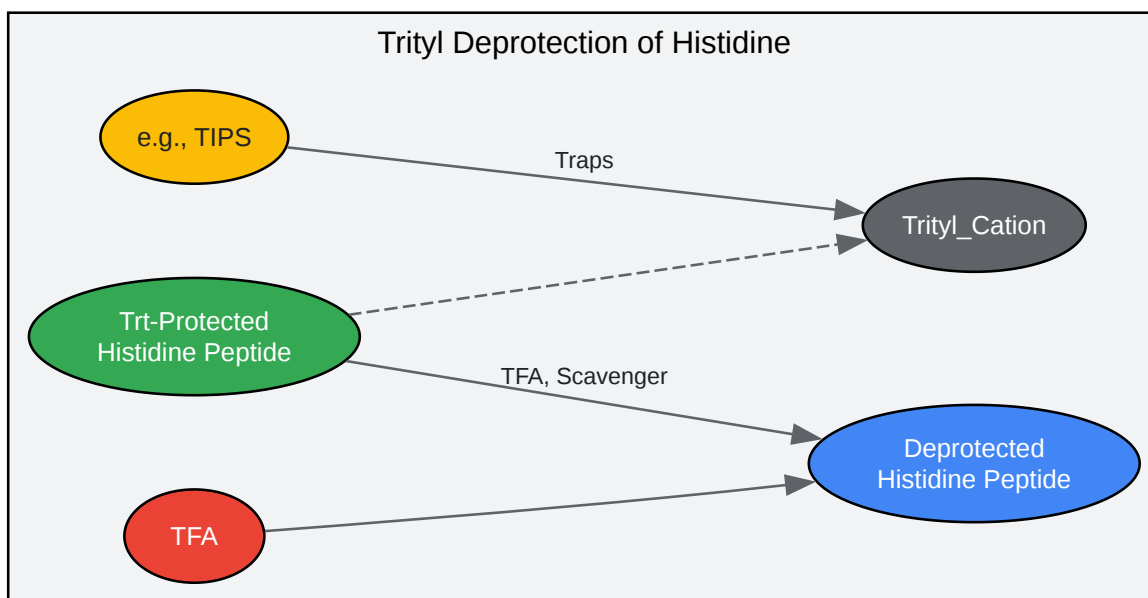 Trityl Deprotection of Histidine
e.g., TIPS
Traps
Trityl_Cation
Trt-Protected
Histidine Peptide
TFA, Scavenger
Deprotected
Histidine Peptide
TFA